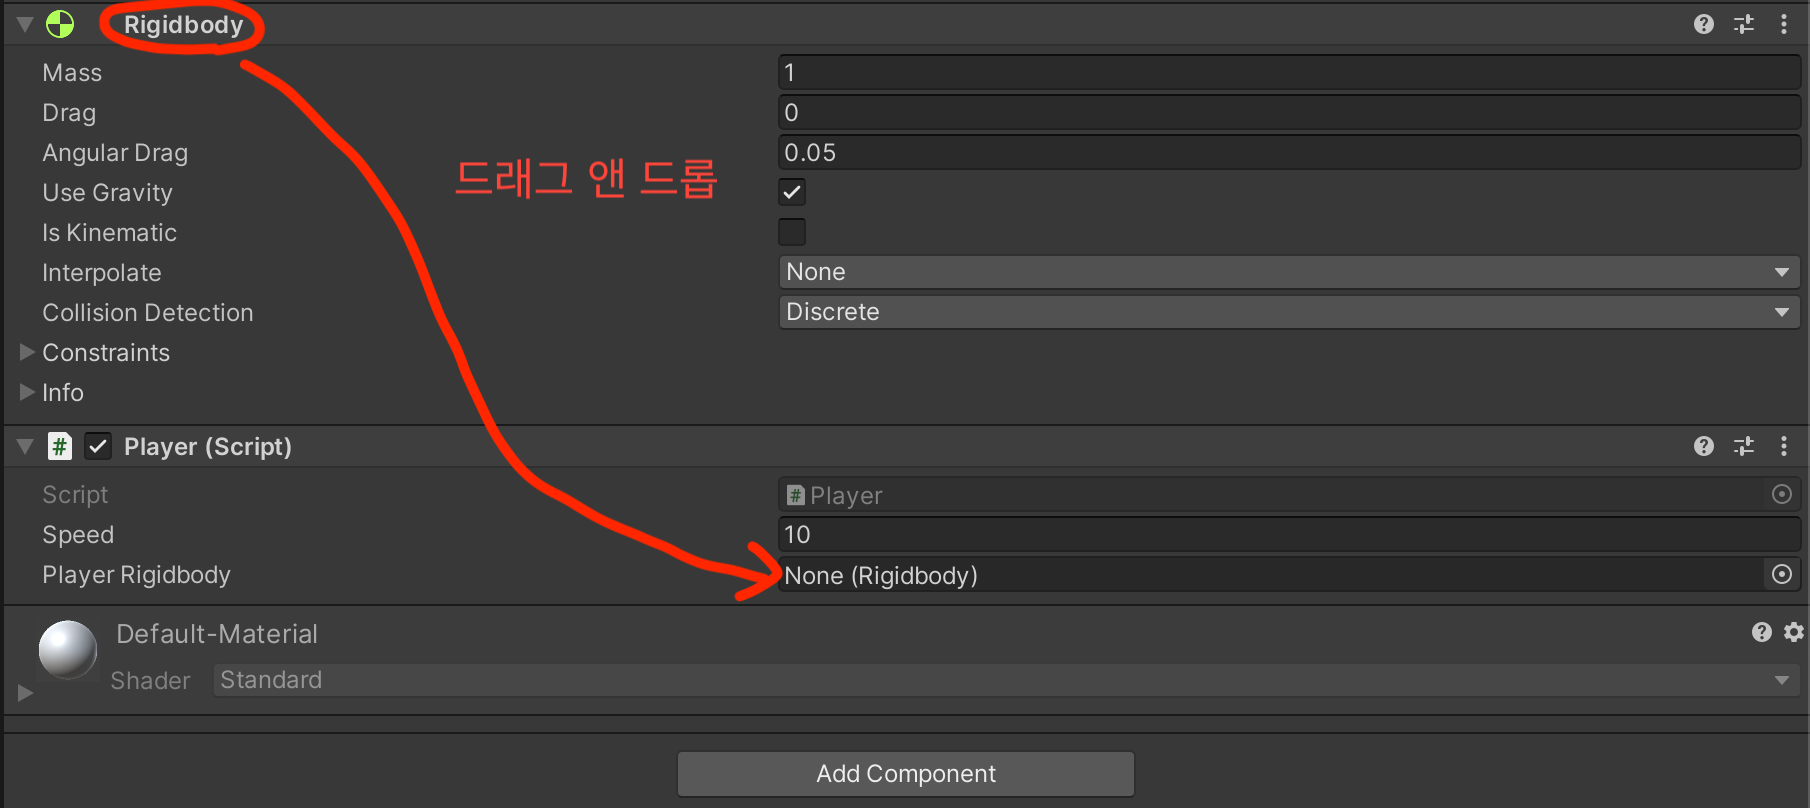 Rigidbody
Mass 1
Drag 0
Angular Drag 0.05
드래그 앤 드롭
Use Gravity
Is Kinematic
Interpolate None
Collision Detection Discrete
Constraints
Info
# Player (Script)
Script # Player
Speed 10
Player Rigidbody None (Rigidbody)
Default-Material
Shader Standard
Add Component